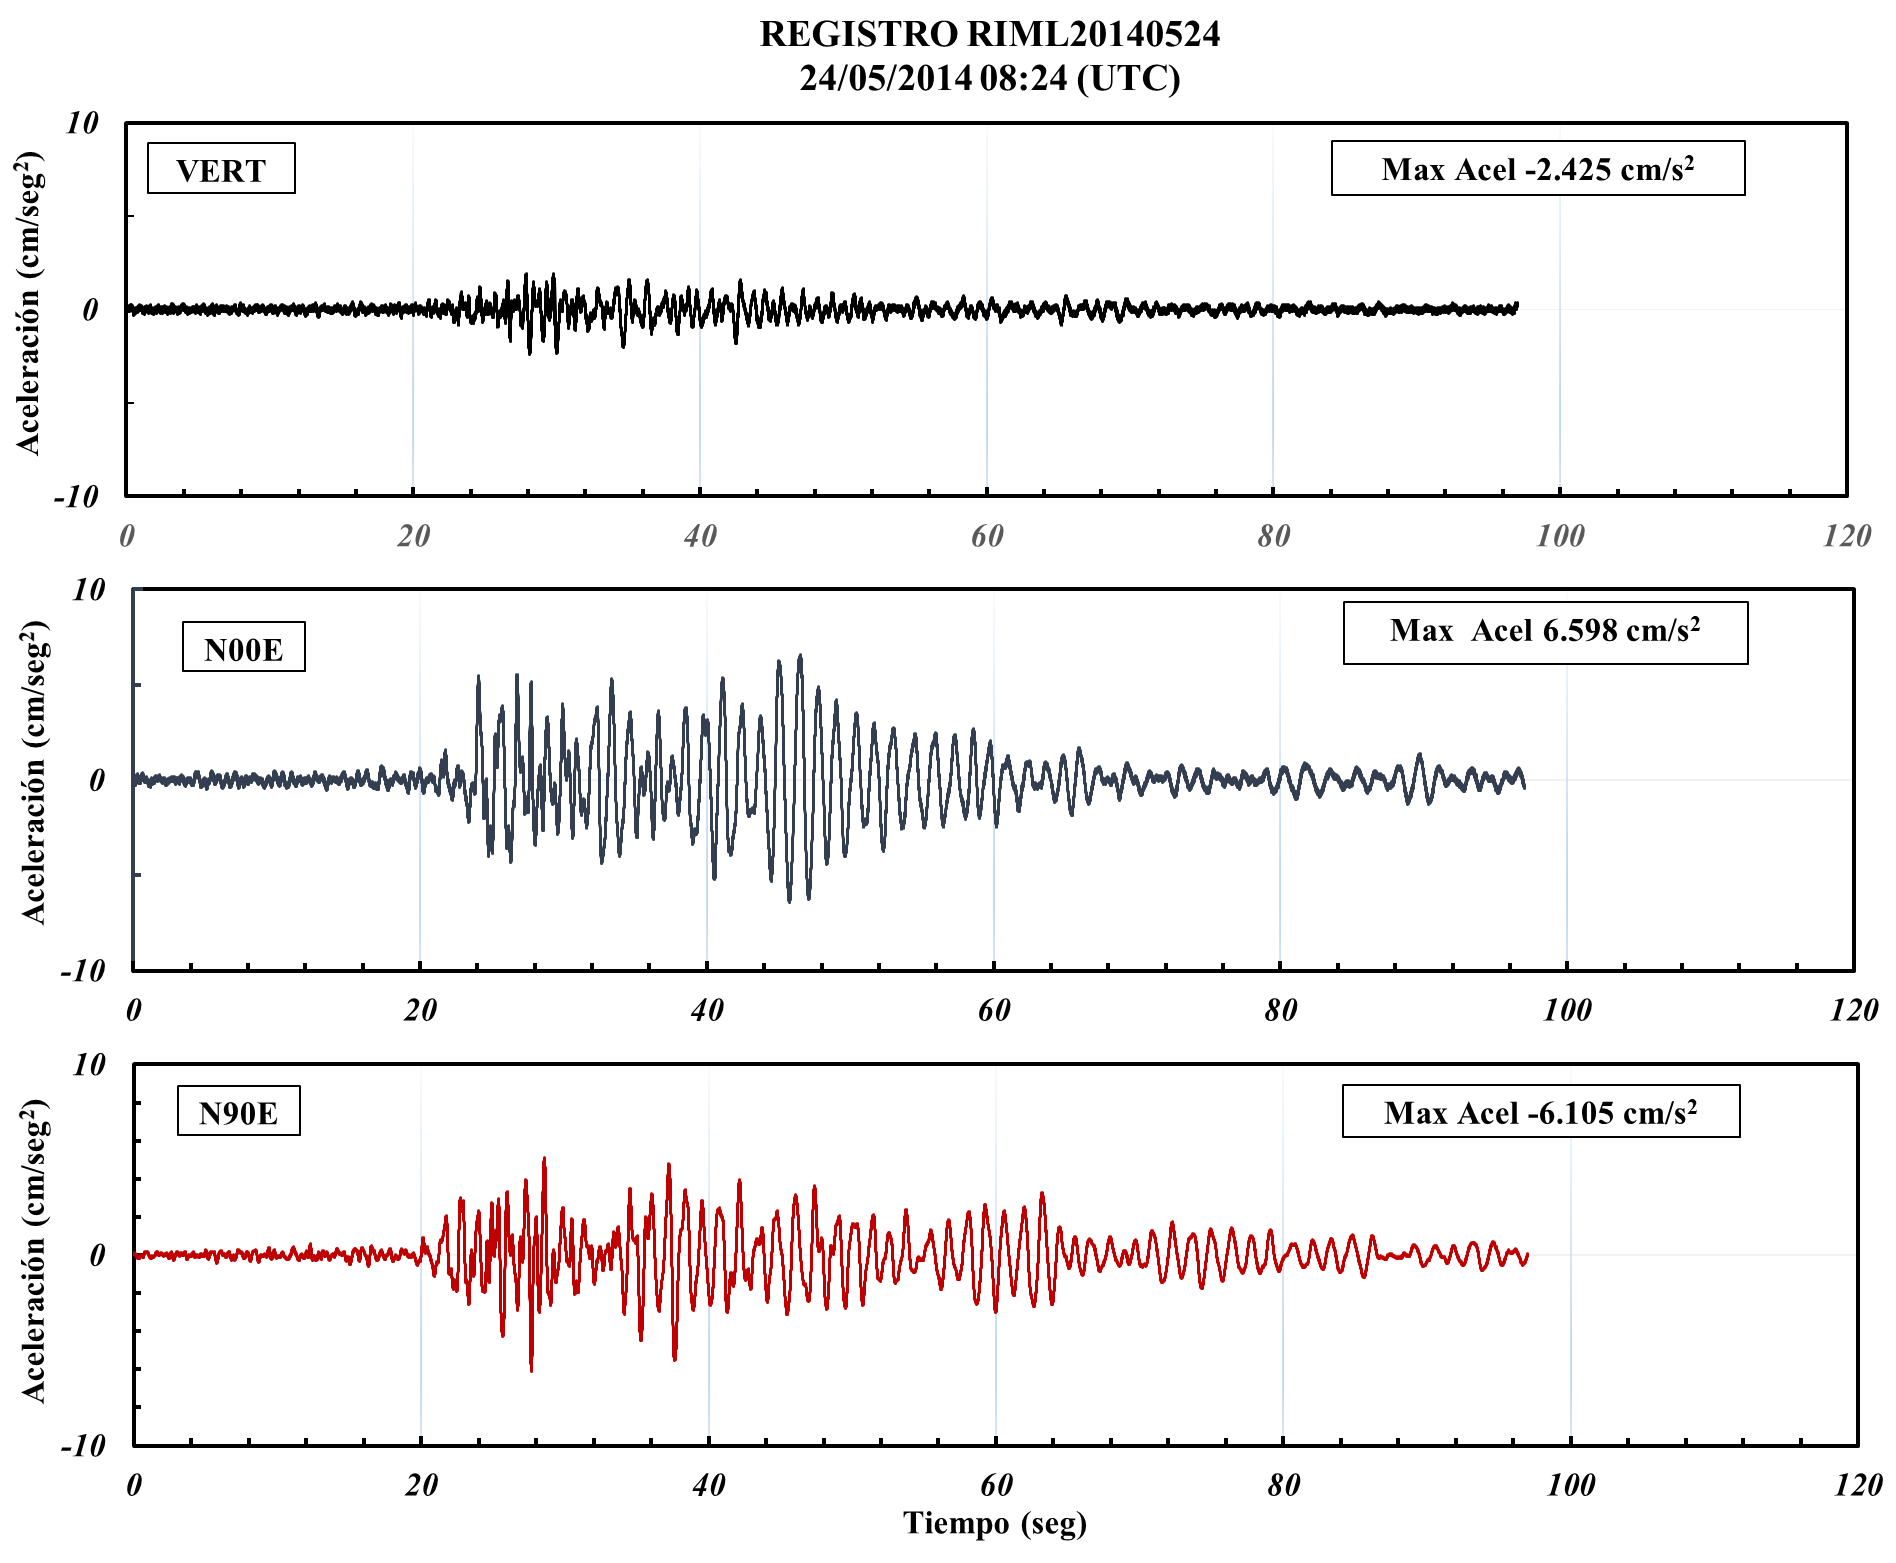 REGISTRO RIML20140524
24/05/2014 08:24 (UTC)
Aceleración (cm/seg²)
10
0
-10
VERT
Max Acel -2.425 cm/s²
0 20 40 60 80 100 120
Aceleración (cm/seg²)
10
0
-10
N00E
Max Acel 6.598 cm/s²
0 20 40 60 80 100 120
Aceleración (cm/seg²)
10
0
-10
N90E
Max Acel -6.105 cm/s²
0 20 40 60 80 100 120
Tiempo (seg)